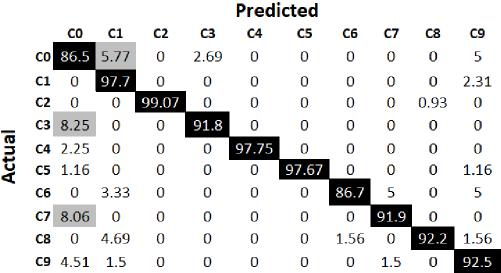 Predicted
C0 C1 C2 C3 C4 C5 C6 C7 C8 C9
Actual
C0 86.5 5.77 0 2.69 0 0 0 0 0 5
C1 0 97.7 0 0 0 0 0 0 0 2.31
C2 0 0 99.07 0 0 0 0 0 0.93 0
C3 8.25 0 0 91.8 0 0 0 0 0 0
C4 2.25 0 0 0 97.75 0 0 0 0 0
C5 1.16 0 0 0 0 97.67 0 0 0 1.16
C6 0 3.33 0 0 0 0 86.7 5 0 5
C7 8.06 0 0 0 0 0 0 91.9 0 0
C8 0 4.69 0 0 0 0 1.56 0 92.2 1.56
C9 4.51 1.5 0 0 0 0 0 1.5 0 92.5